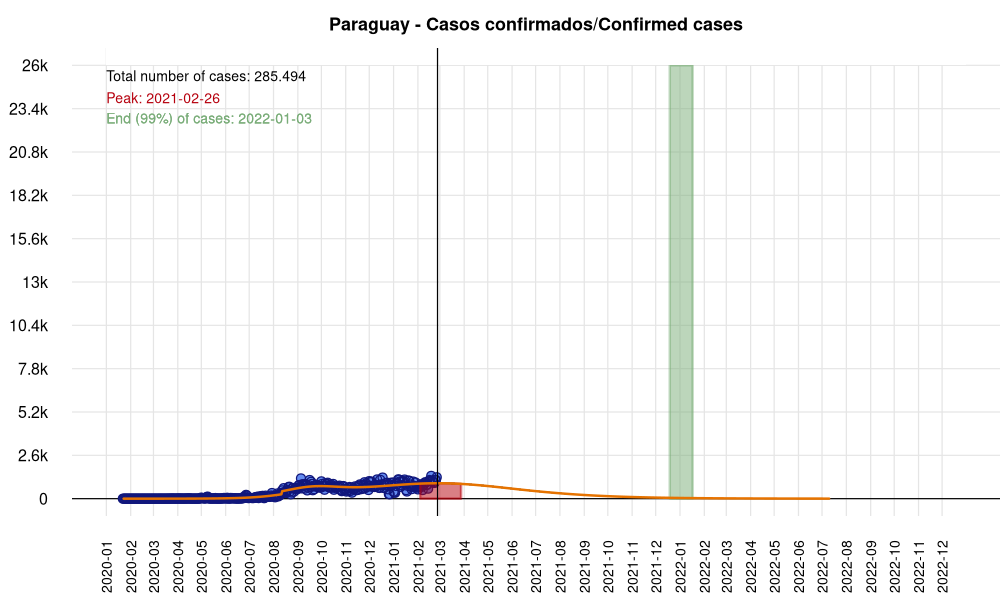 Paraguay - Casos confirmados/Confirmed cases
Total number of cases: 285.494
Peak: 2021-02-26
End (99%) of cases: 2022-01-03
26k
23.4k
20.8k
18.2k
15.6k
13k
10.4k
7.8k
5.2k
2.6k
0
2020-01
2020-02
2020-03
2020-04
2020-05
2020-06
2020-07
2020-08
2020-09
2020-10
2020-11
2020-12
2021-01
2021-02
2021-03
2021-04
2021-05
2021-06
2021-07
2021-08
2021-09
2021-10
2021-11
2021-12
2022-01
2022-02
2022-03
2022-04
2022-05
2022-06
2022-07
2022-08
2022-09
2022-10
2022-11
2022-12